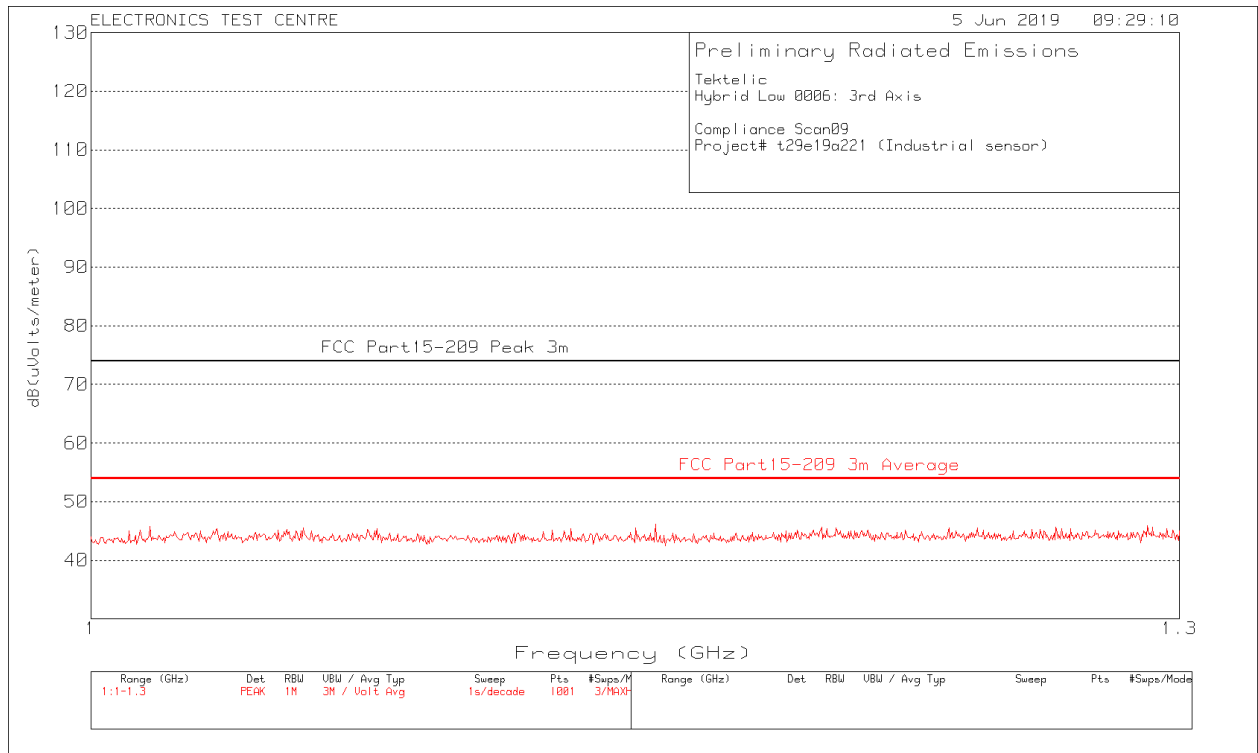 ELECTRONICS TEST CENTRE 5 Jun 2019 09:29:10
Preliminary Radiated Emissions
Tektelic
Hybrid Low 0006: 3rd Axis
Compliance Scan09
Project# t29e19a221 (Industrial sensor)
130
120
110
100
90
80
70
60
50
40
dB(uVolts/meter)
FCC Part15-209 Peak 3m
FCC Part15-209 3m Average
1 1.3
Frequency (GHz)
Range (GHz) Det RBW VBW / Avg Typ Sweep Pts #Swps/M Range (GHz) Det RBW VBW / Avg Typ Sweep Pts #Swps/Mode
1:1-1.3 PEAK 1M 3M / Volt Avg 1s/decade 1001 3/MAXH